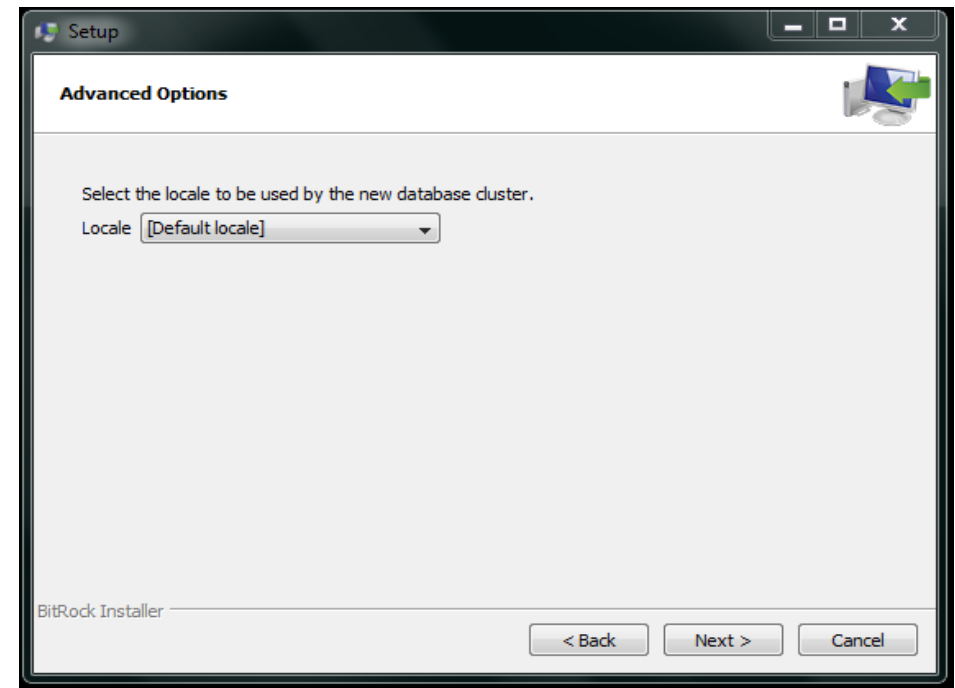 Setup
Advanced Options
Select the locale to be used by the new database cluster.
Locale [Default locale]
BitRock Installer
< Back Next > Cancel